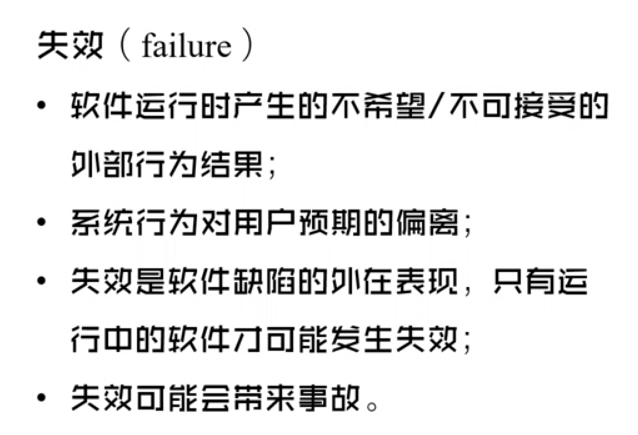 失效（failure）
• 软件运行时产生的不希望/不可接受的
外部行为结果；
• 系统行为对用户预期的偏离；
• 失效是软件缺陷的外在表现，只有运
行中的软件才可能发生失效；
• 失效可能会带来事故。